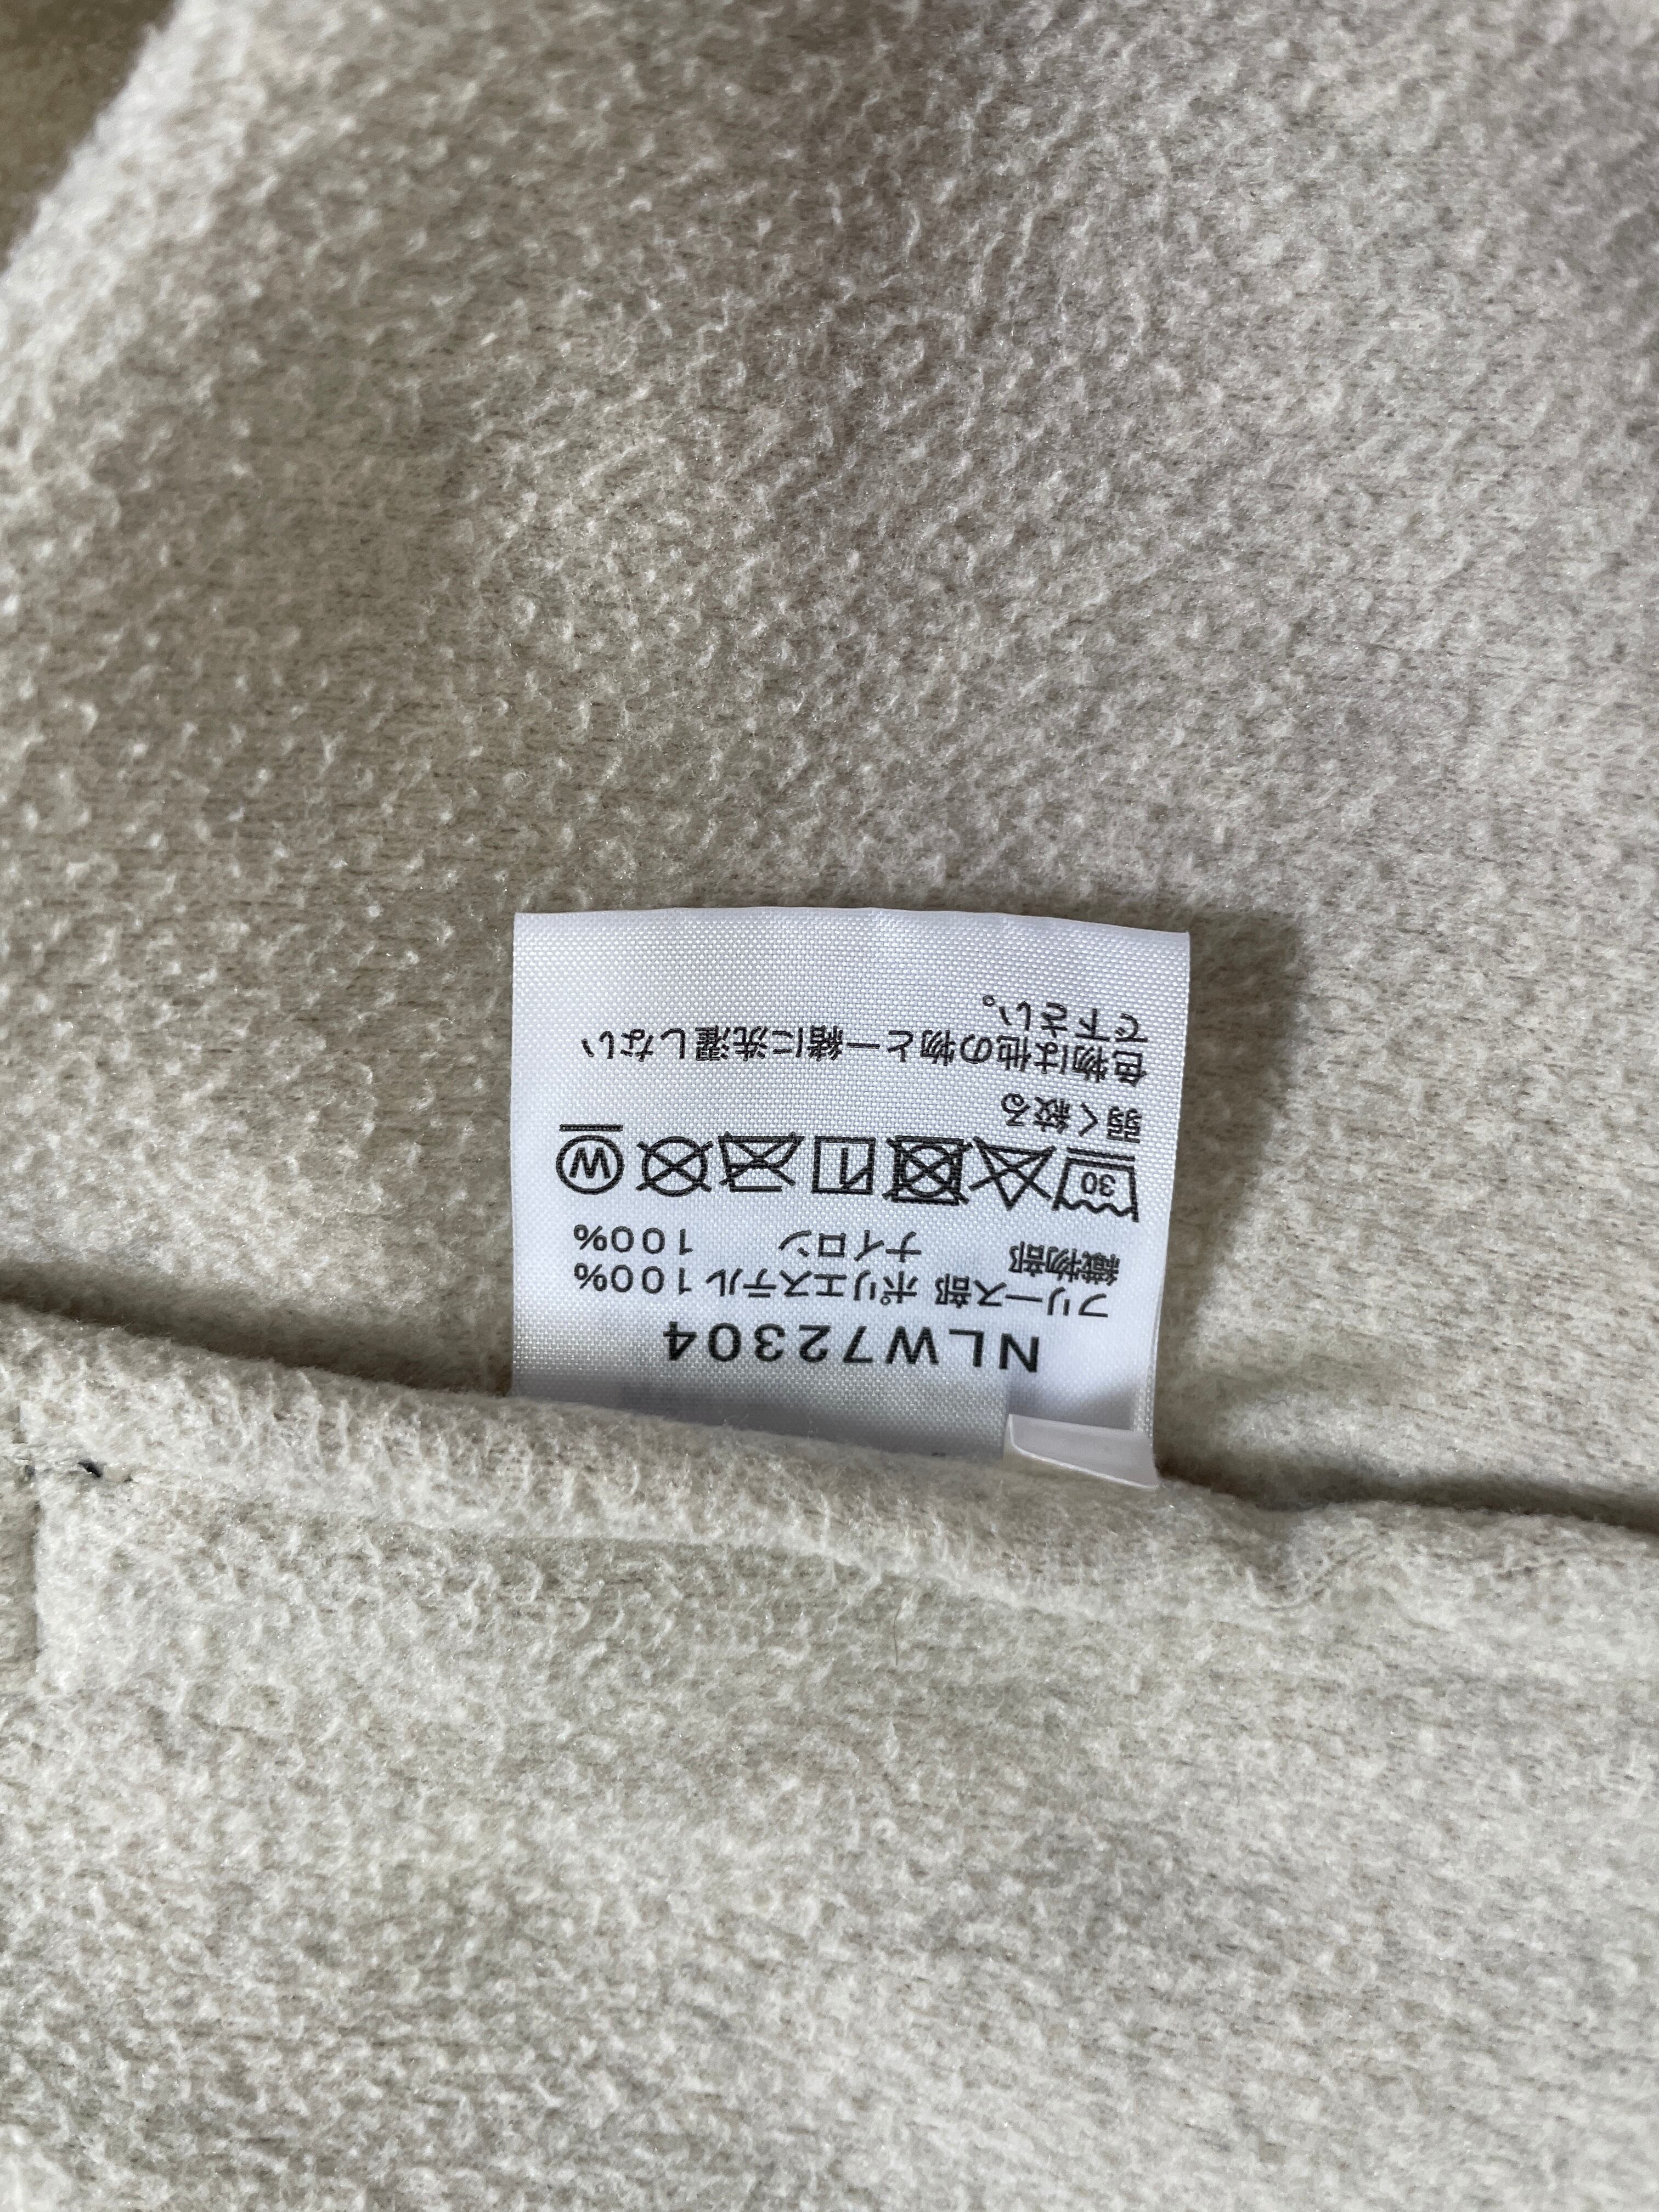 NLW72304
フリース部 ポリエステル100%
織物部 ナイロン 100%
30
W
弱く絞る
色物は他の物と一緒に洗濯しない
で下さい。